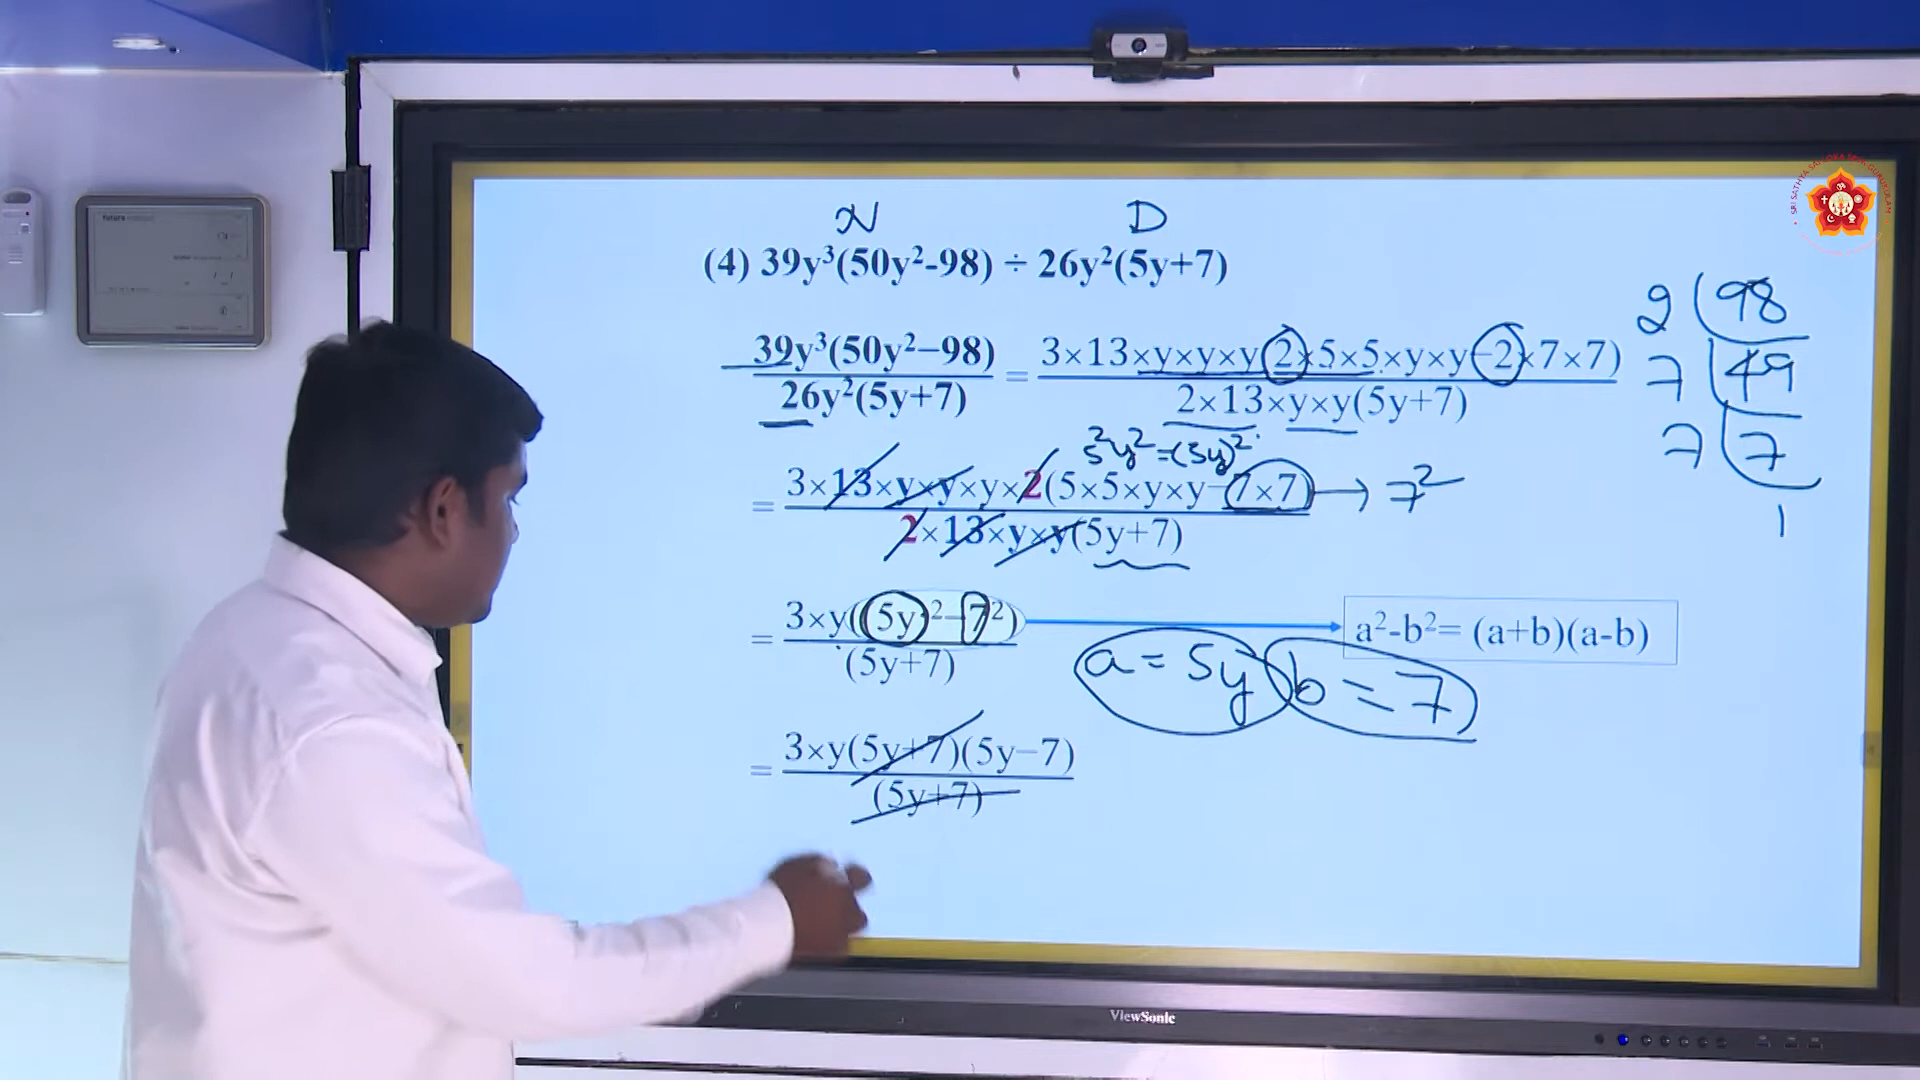 N D
(4) 39y³(50y²-98) ÷ 26y²(5y+7)
39y³(50y²−98) / 26y²(5y+7) = 3×13×y×y×y(2×5×5×y×y−2×7×7) / 2×13×y×y(5y+7)
2 98
7 49
7 7
1
5²y²=(5y)²
= 3×13×y×y×y×2(5×5×y×y−7×7) / 2×13×y×y(5y+7) → 7²
= 3×y((5y)²−7²) / (5y+7)
a²-b²= (a+b)(a-b)
a = 5y b = 7
= 3×y(5y+7)(5y−7) / (5y+7)
ViewSonic